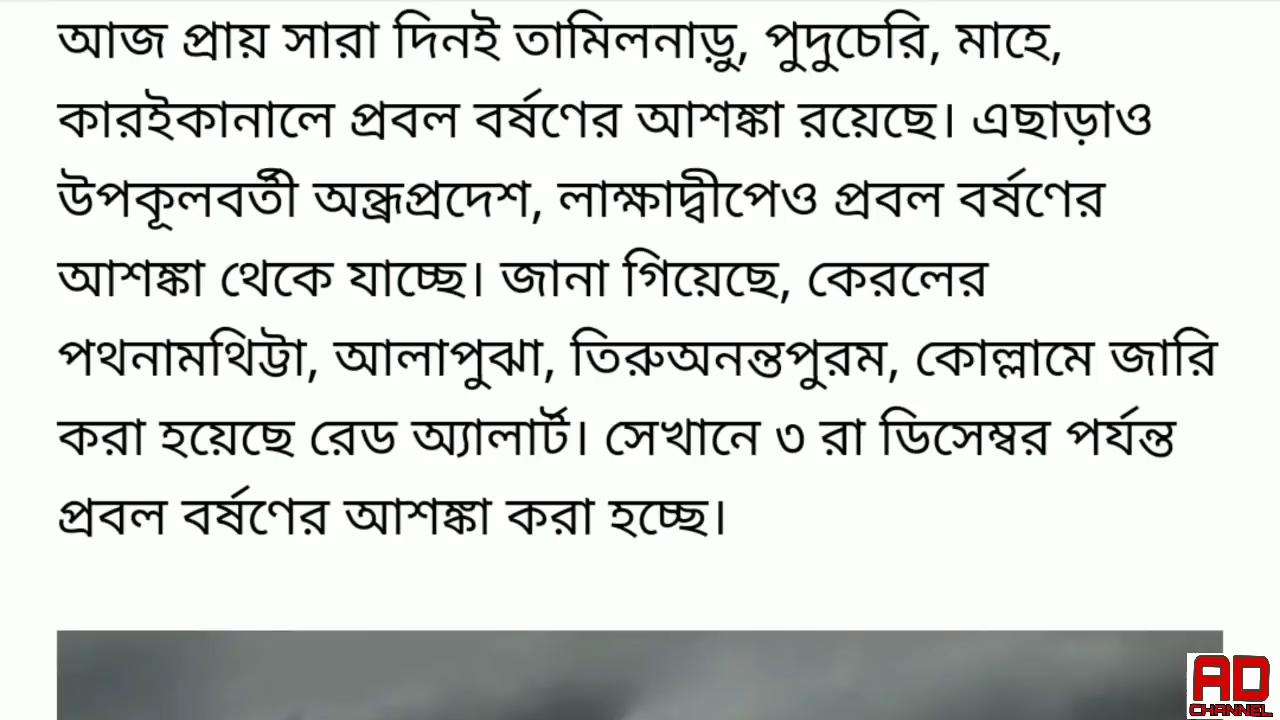 আজ প্রায় সারা দিনই তামিলনাড়ু, পুদুচেরি, মাহে,
কারইকানালে প্রবল বর্ষণের আশঙ্কা রয়েছে। এছাড়াও
উপকূলবর্তী অন্ধ্রপ্রদেশ, লাক্ষাদ্বীপেও প্রবল বর্ষণের
আশঙ্কা থেকে যাচ্ছে। জানা গিয়েছে, কেরলের
পথনামথিট্টা, আলাপুঝা, তিরুঅনন্তপুরম, কোল্লামে জারি
করা হয়েছে রেড অ্যালার্ট। সেখানে ৩ রা ডিসেম্বর পর্যন্ত
প্রবল বর্ষণের আশঙ্কা করা হচ্ছে।
AD
CHANNEL